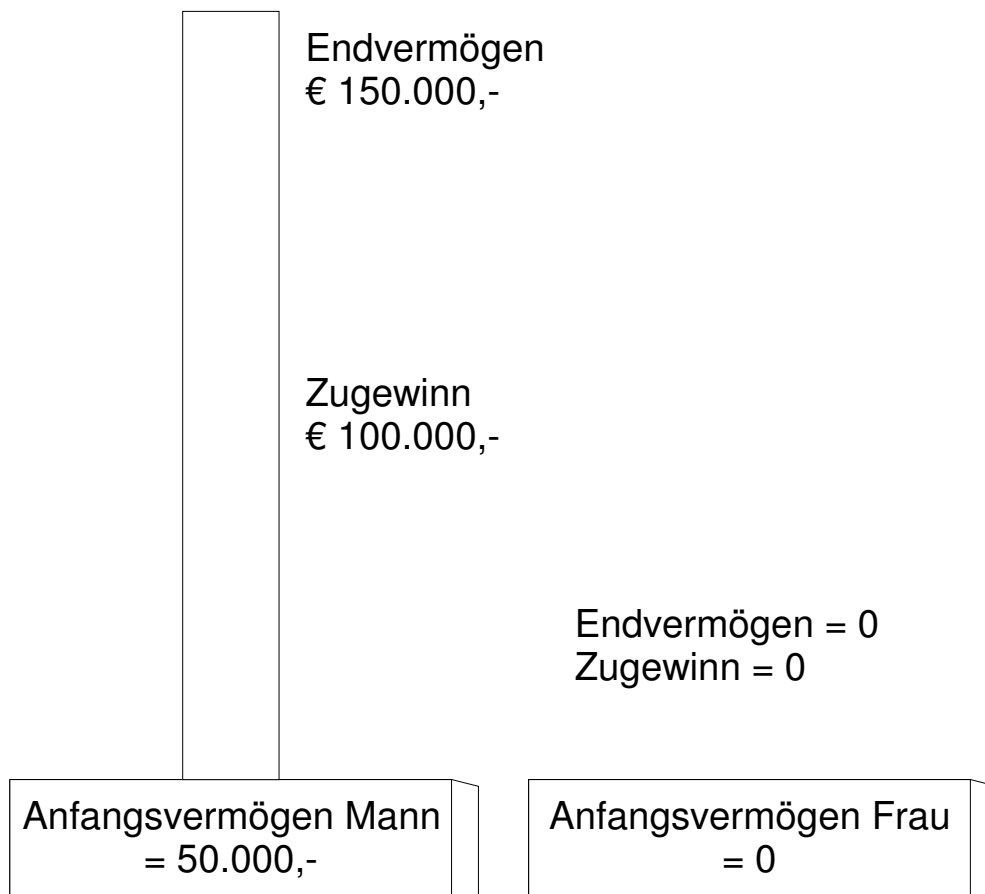 Endvermögen
€ 150.000,-
Zugewinn
€ 100.000,-
Endvermögen = 0
Zugewinn = 0
Anfangsvermögen Mann
= 50.000,-
Anfangsvermögen Frau
= 0